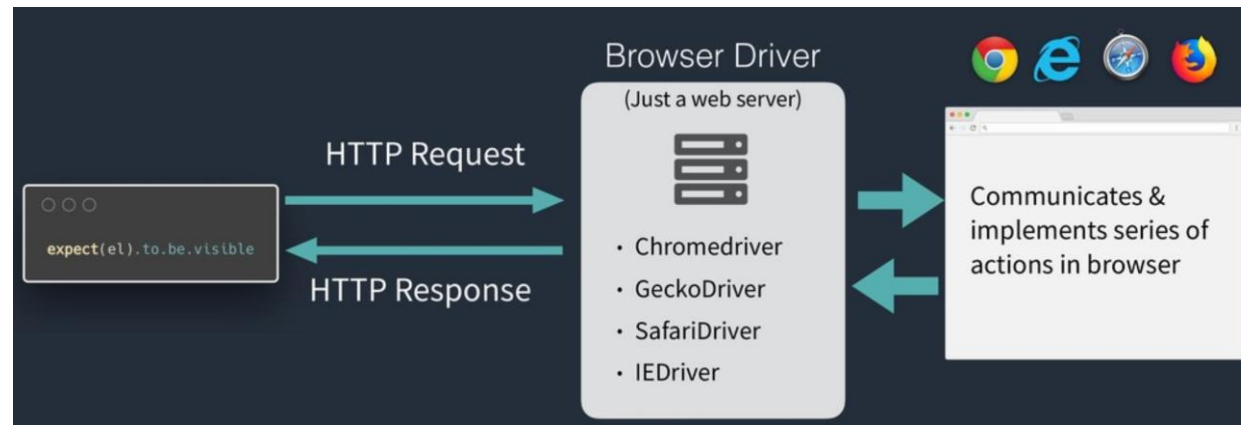 expect(el).to.be.visible
HTTP Request
HTTP Response
Browser Driver
(Just a web server)
• Chromedriver
• GeckoDriver
• SafariDriver
• IEDriver
Communicates &
implements series of
actions in browser